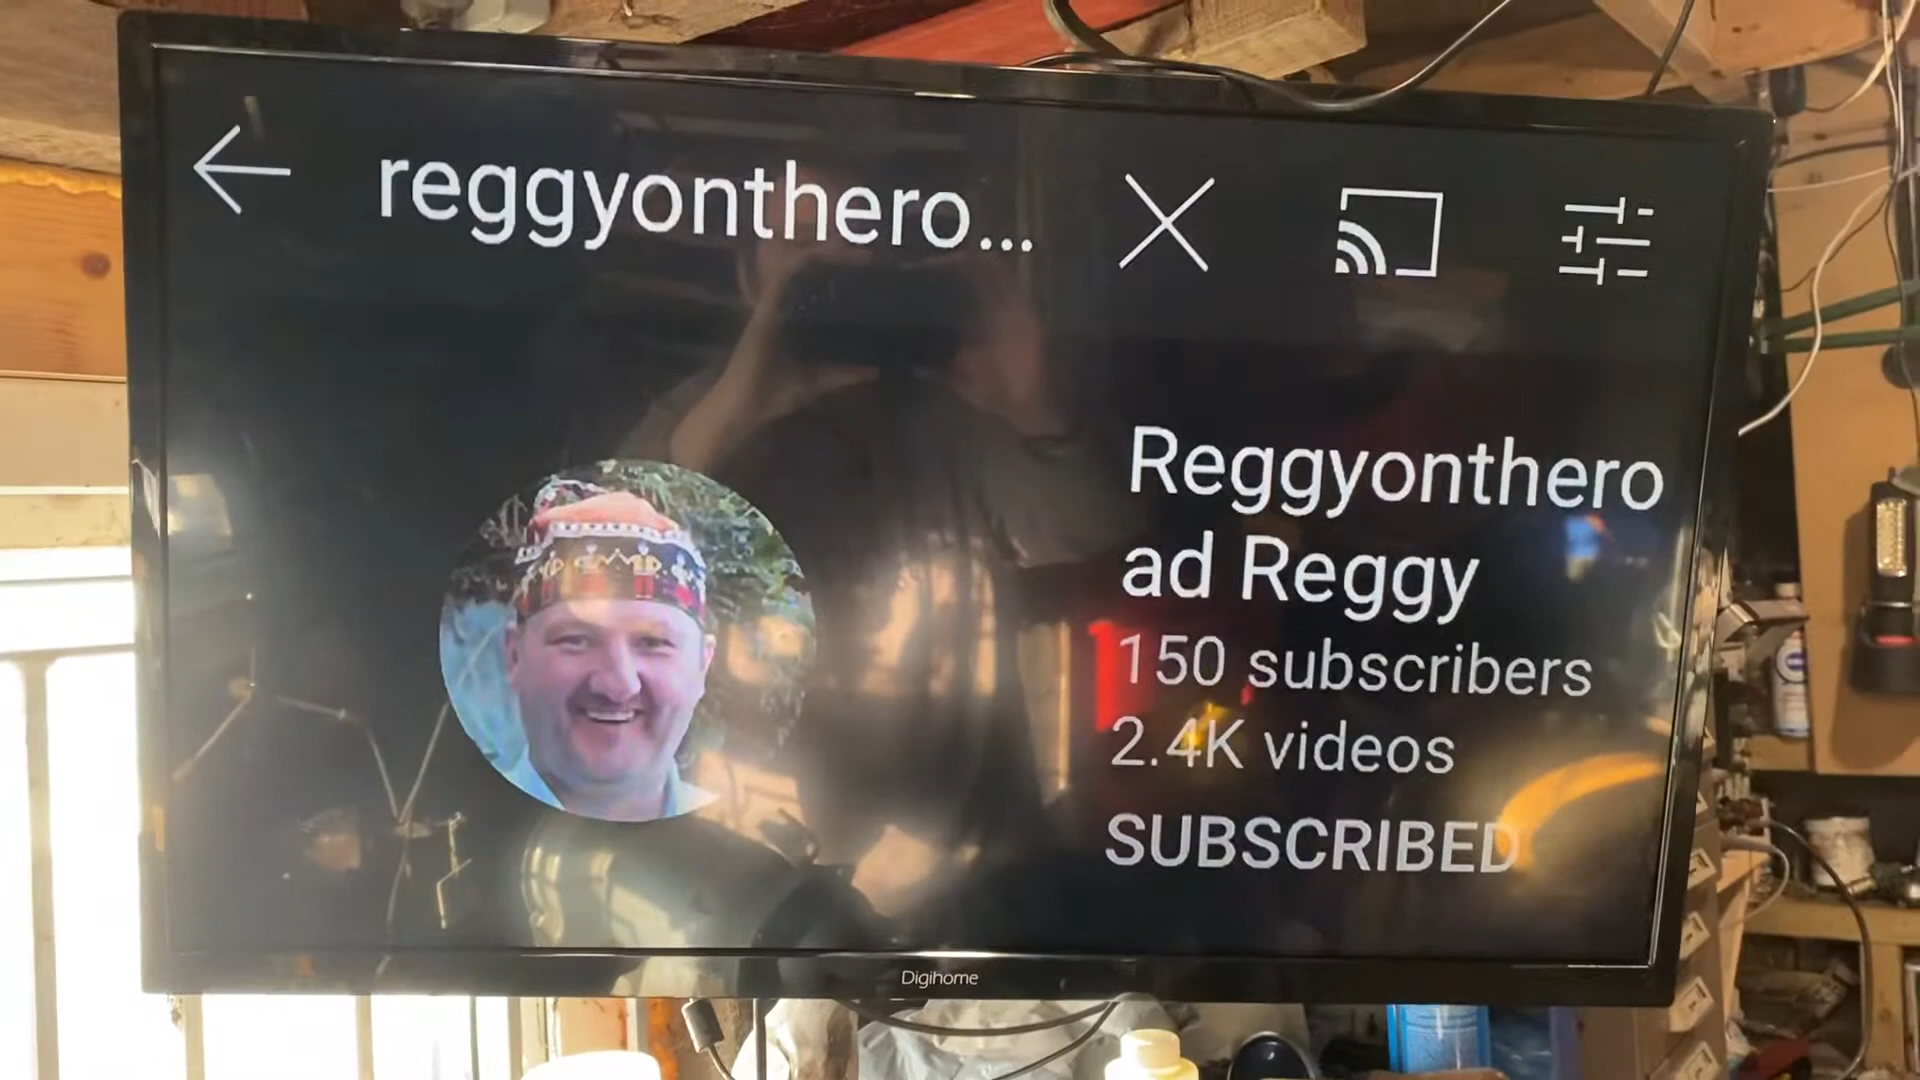 reggyonthero...
Reggyonthero
ad Reggy
150 subscribers
2.4K videos
SUBSCRIBED
Digihome